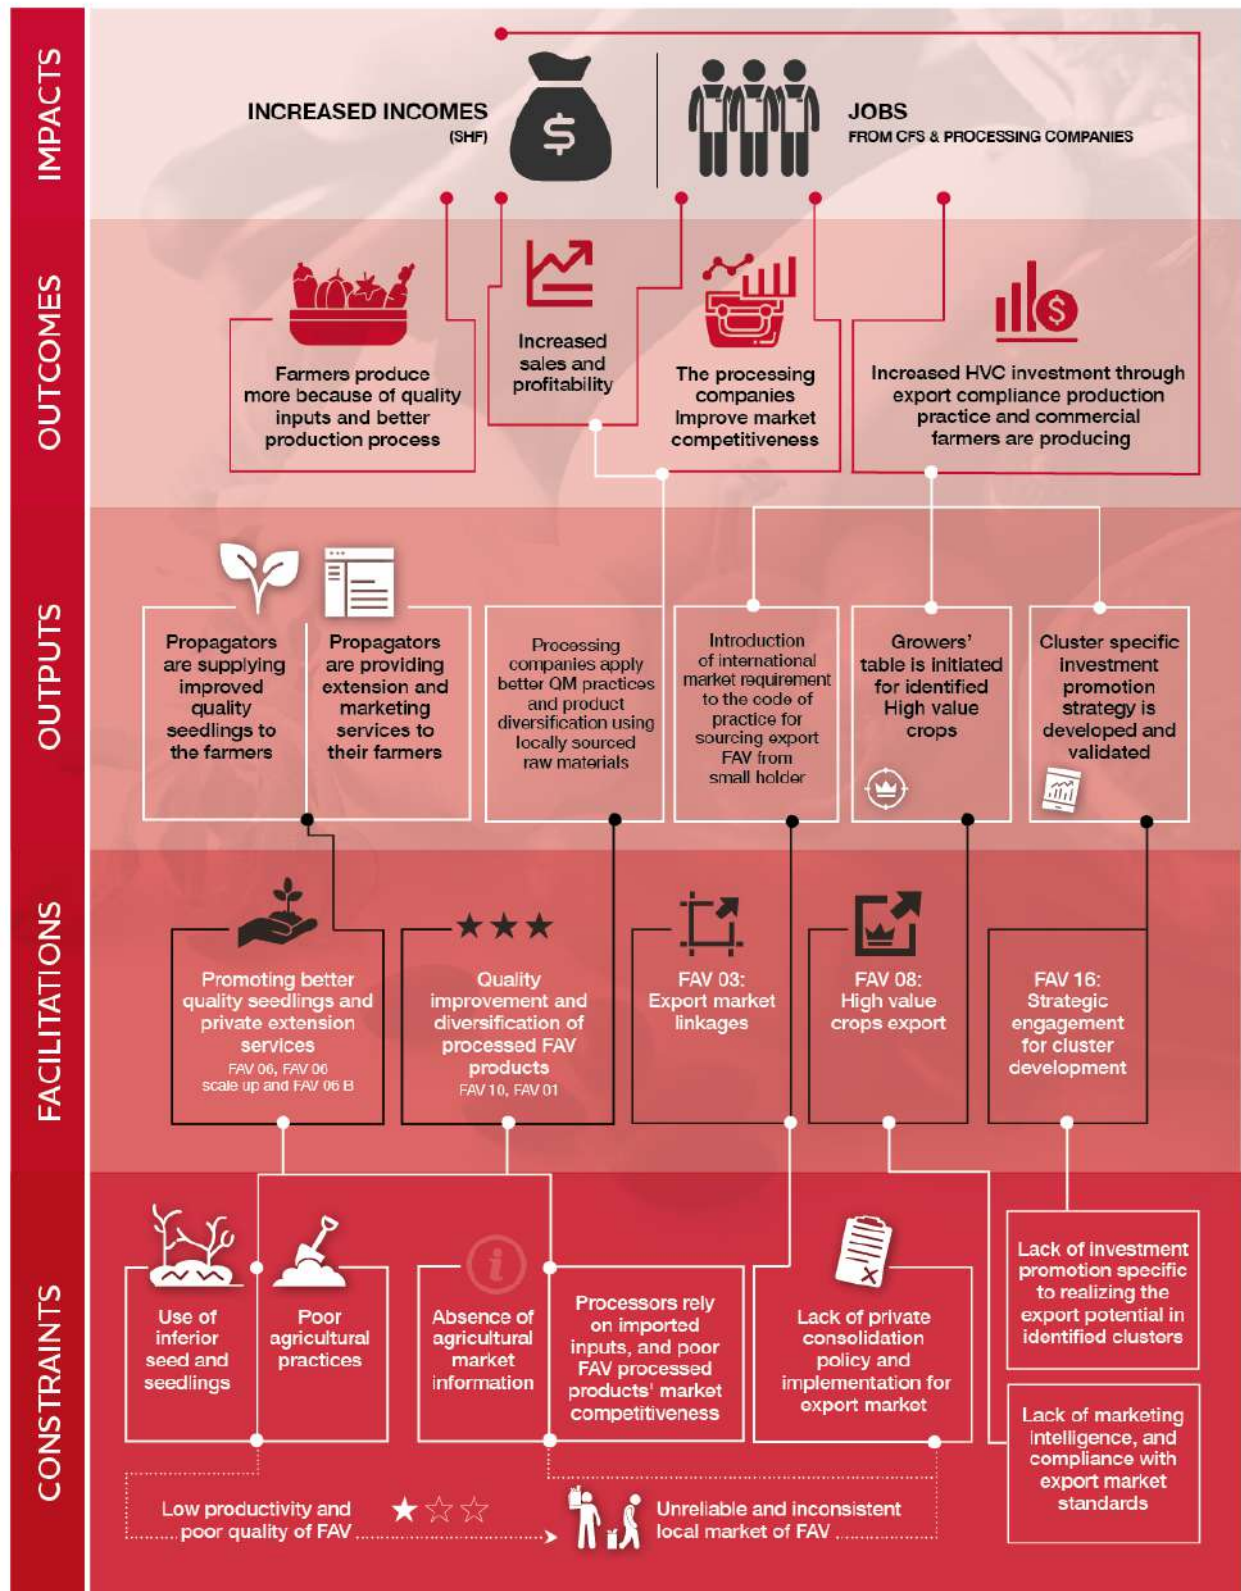 IMPACTS
INCREASED INCOMES
(SHF)
$
JOBS
FROM CFS & PROCESSING COMPANIES
OUTCOMES
Farmers produce
more because of quality
inputs and better
production process
Increased
sales and
profitability
The processing
companies
Improve market
competitiveness
$
Increased HVC investment through
export compliance production
practice and commercial
farmers are producing
OUTPUTS
Propagators
are supplying
improved
quality
seedlings to
the farmers
Propagators
are providing
extension and
marketing
services to
their farmers
Processing
companies apply
better QM practices
and product
diversification using
locally sourced
raw materials
Introduction
of international
market requirement
to the code of
practice for
sourcing export
FAV from
small holder
Growers'
table is initiated
for identified
High value
crops
Cluster specific
investment
promotion
strategy is
developed and
validated
FACILITATIONS
Promoting better
quality seedlings and
private extension
services
FAV 06, FAV 06
scale up and FAV 06 B
Quality
improvement and
diversification of
processed FAV
products
FAV 10, FAV 01
FAV 03:
Export market
linkages
FAV 08:
High value
crops export
FAV 16:
Strategic
engagement
for cluster
development
CONSTRAINTS
Use of
inferior
seed and
seedlings
Poor
agricultural
practices
i
Absence of
agricultural
market
information
Processors rely
on imported
inputs, and poor
FAV processed
products' market
competitiveness
Lack of private
consolidation
policy and
implementation for
export market
Lack of investment
promotion specific
to realizing the
export potential in
identified clusters
Lack of marketing
intelligence, and
compliance with
export market
standards
Low productivity and
poor quality of FAV
Unreliable and inconsistent
local market of FAV